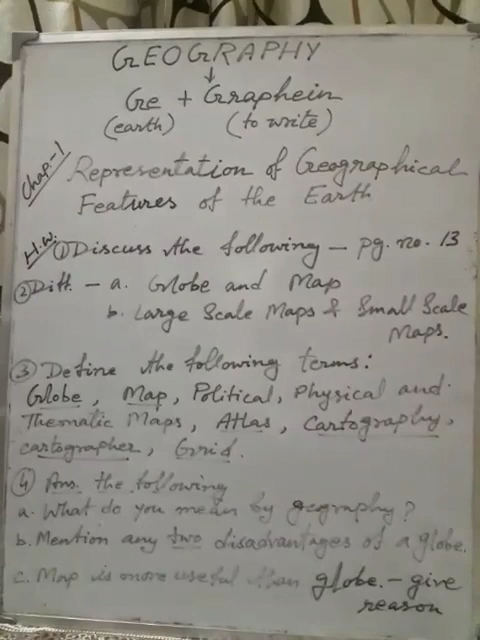 GEOGRAPHY
↓
Ge + Graphein
(earth) (to write)
Chap.-1 Representation of Geographical
Features of the Earth
H.W. ① Discuss the following - pg. no. 13
② Diff. - a. Globe and Map
b. Large Scale Maps & Small Scale
Maps.
③ Define the following terms:
Globe, Map, Political, Physical and
Thematic Maps, Atlas, Cartography,
cartographer, Grid.
④ Ans. the following
a. What do you mean by geography?
b. Mention any two disadvantages of a globe.
c. Map is more useful than globe. - give
reason